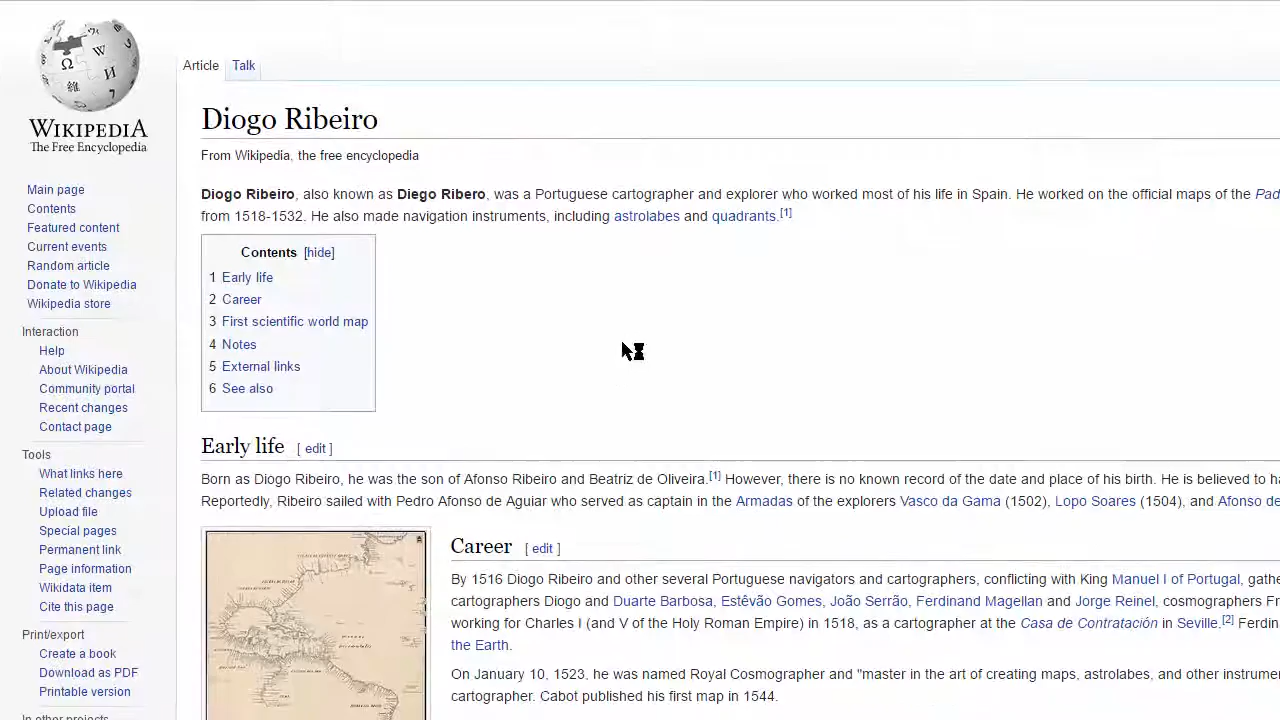 WIKIPEDIA
The Free Encyclopedia
Main page
Contents
Featured content
Current events
Random article
Donate to Wikipedia
Wikipedia store
Interaction
Help
About Wikipedia
Community portal
Recent changes
Contact page
Tools
What links here
Related changes
Upload file
Special pages
Permanent link
Page information
Wikidata item
Cite this page
Print/export
Create a book
Download as PDF
Printable version
In other projects
Article Talk
Diogo Ribeiro
From Wikipedia, the free encyclopedia
Diogo Ribeiro, also known as Diego Ribero, was a Portuguese cartographer and explorer who worked most of his life in Spain. He worked on the official maps of the Pad
from 1518-1532. He also made navigation instruments, including astrolabes and quadrants.[1]
Contents [hide]
1 Early life
2 Career
3 First scientific world map
4 Notes
5 External links
6 See also
Early life [ edit ]
Born as Diogo Ribeiro, he was the son of Afonso Ribeiro and Beatriz de Oliveira.[1] However, there is no known record of the date and place of his birth. He is believed to ha
Reportedly, Ribeiro sailed with Pedro Afonso de Aguiar who served as captain in the Armadas of the explorers Vasco da Gama (1502), Lopo Soares (1504), and Afonso de
Career [ edit ]
By 1516 Diogo Ribeiro and other several Portuguese navigators and cartographers, conflicting with King Manuel I of Portugal, gathe
cartographers Diogo and Duarte Barbosa, Estêvão Gomes, João Serrão, Ferdinand Magellan and Jorge Reinel, cosmographers Fr
working for Charles I (and V of the Holy Roman Empire) in 1518, as a cartographer at the Casa de Contratación in Seville.[2] Ferdin
the Earth.
On January 10, 1523, he was named Royal Cosmographer and "master in the art of creating maps, astrolabes, and other instrume
cartographer. Cabot published his first map in 1544.